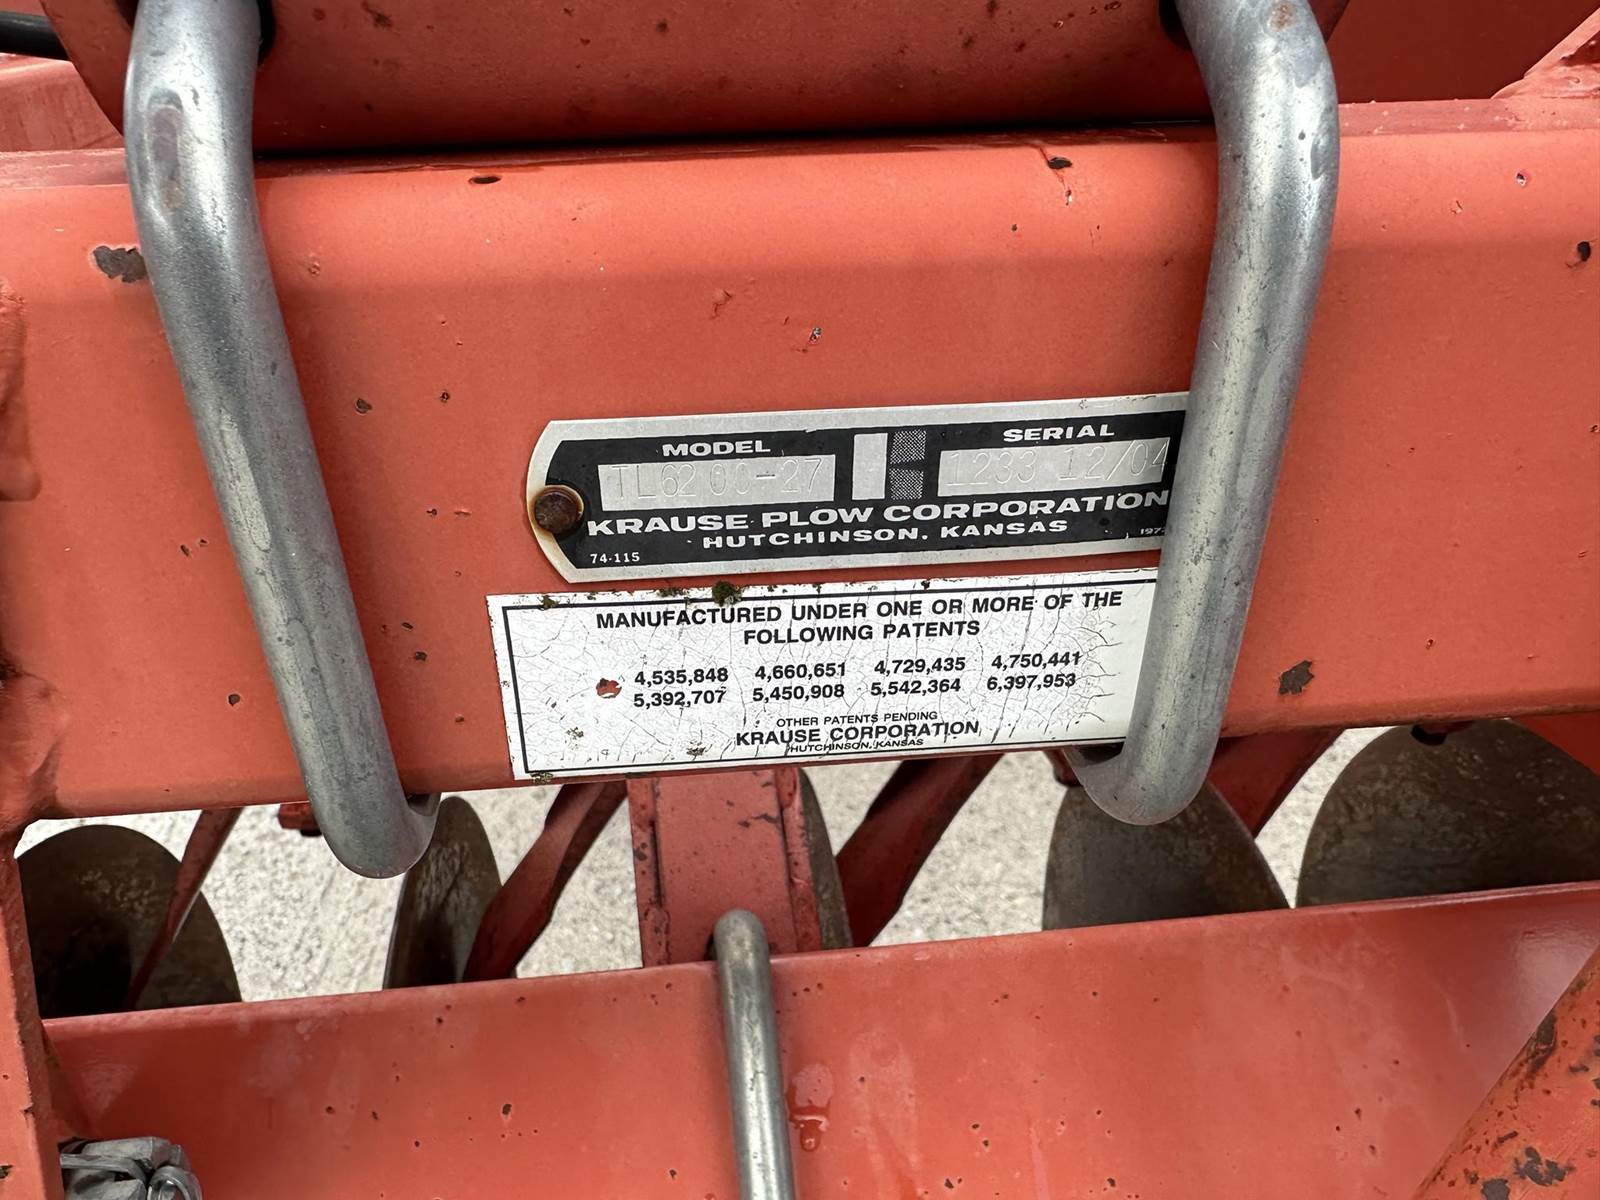 MODEL SERIAL
TL6200-27 1233 12/04
KRAUSE PLOW CORPORATION
HUTCHINSON, KANSAS
74-115 197
MANUFACTURED UNDER ONE OR MORE OF THE
FOLLOWING PATENTS
4,535,848 4,660,651 4,729,435 4,750,441
5,392,707 5,450,908 5,542,364 6,397,953
OTHER PATENTS PENDING
KRAUSE CORPORATION
HUTCHINSON, KANSAS